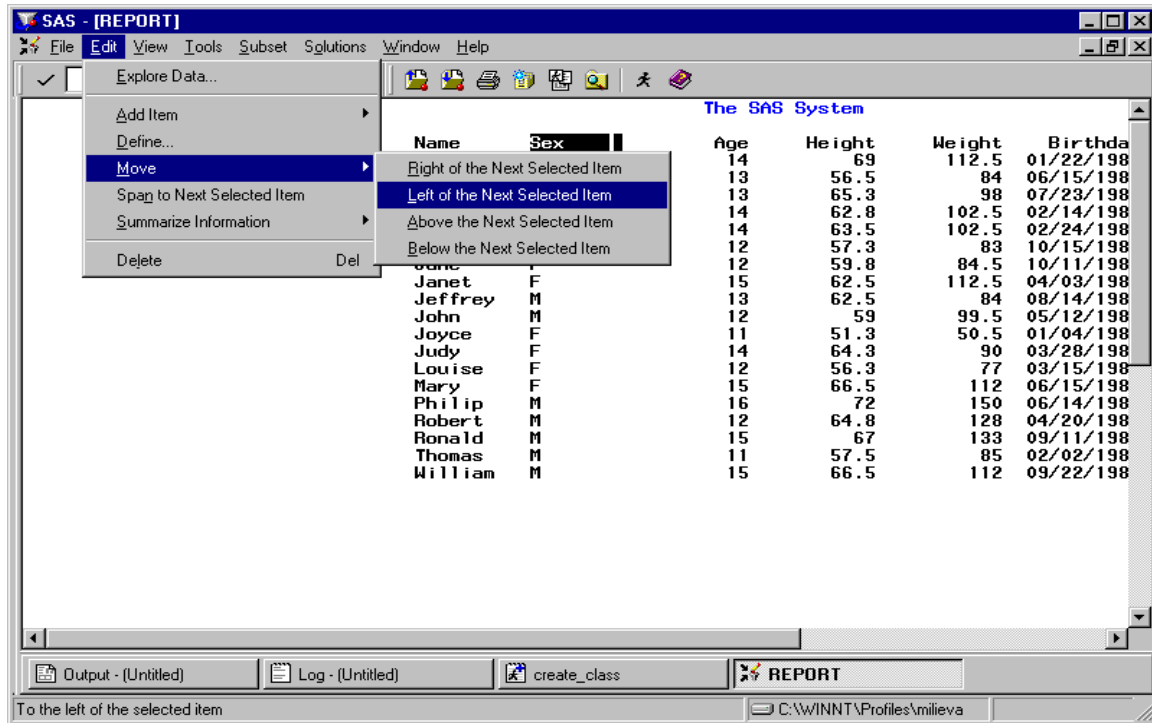 SAS - [REPORT]
File Edit View Tools Subset Solutions Window Help
Explore Data...
Add Item
Define...
Move
Span to Next Selected Item
Summarize Information
Delete Del
Right of the Next Selected Item
Left of the Next Selected Item
Above the Next Selected Item
Below the Next Selected Item
The SAS System
Name Sex Age Height Weight Birthda
14 69 112.5 01/22/198
13 56.5 84 06/15/198
13 65.3 98 07/23/198
14 62.8 102.5 02/14/198
14 63.5 102.5 02/24/198
12 57.3 83 10/15/198
12 59.8 84.5 10/11/198
Janet F 15 62.5 112.5 04/03/198
Jeffrey M 13 62.5 84 08/14/198
John M 12 59 99.5 05/12/198
Joyce F 11 51.3 50.5 01/04/198
Judy F 14 64.3 90 03/28/198
Louise F 12 56.3 77 03/15/198
Mary F 15 66.5 112 06/15/198
Philip M 16 72 150 06/14/198
Robert M 12 64.8 128 04/20/198
Ronald M 15 67 133 09/11/198
Thomas M 11 57.5 85 02/02/198
William M 15 66.5 112 09/22/198
Output - (Untitled) Log - (Untitled) create_class REPORT
To the left of the selected item C:\WINNT\Profiles\milieva